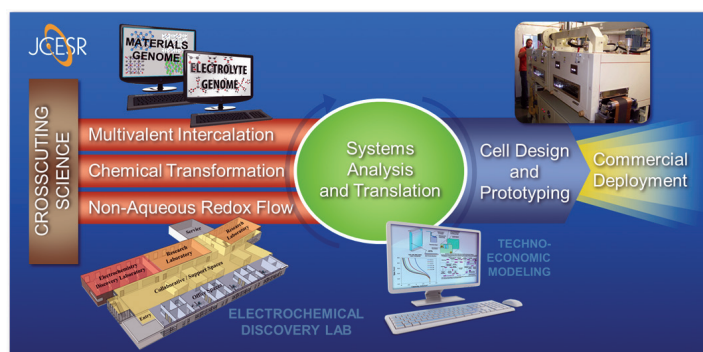 JCESR
MATERIALS
GENOME
ELECTROLYTE
GENOME
CROSSCUTTING
SCIENCE
Multivalent Intercalation
Chemical Transformation
Non-Aqueous Redox Flow
Systems
Analysis
and Translation
Cell Design
and
Prototyping
Commercial
Deployment
Service
Research
Laboratory
Research
Laboratory
Electrochemistry
Discovery Laboratory
Collaborative / Support Spaces
Office Spaces
Entry
ELECTROCHEMICAL
DISCOVERY LAB
TECHNO-
ECONOMIC
MODELING